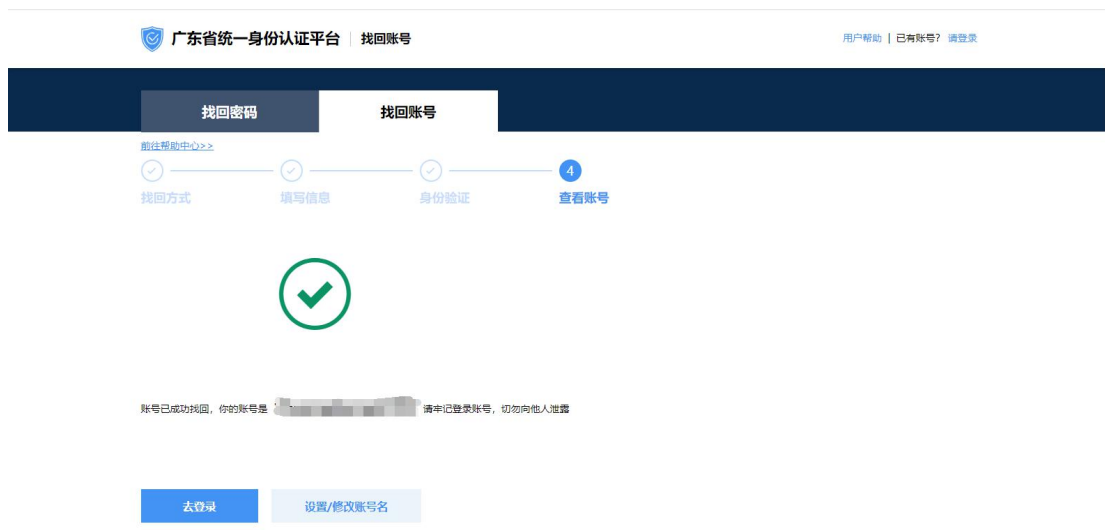 广东省统一身份认证平台 | 找回账号
用户帮助 | 已有账号? 请登录
找回密码 找回账号
前往帮助中心>>
4
找回方式 填写信息 身份验证 查看账号
账号已成功找回，你的账号是 请牢记登录账号，切勿向他人泄露
去登录 设置/修改账号名